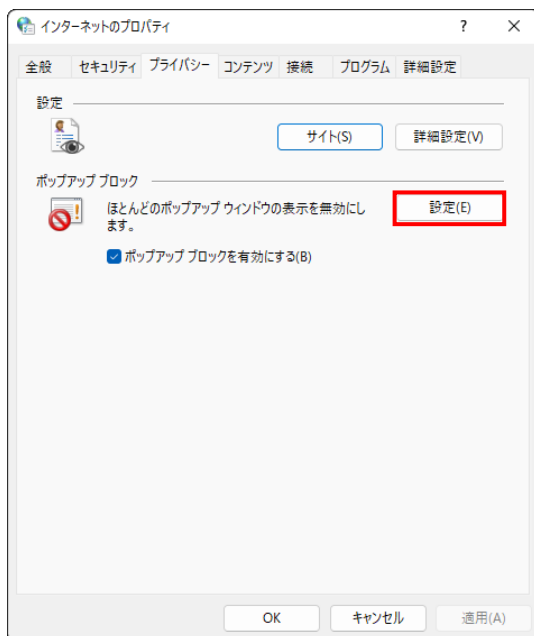 インターネットのプロパティ
全般 セキュリティ プライバシー コンテンツ 接続 プログラム 詳細設定
設定
サイト(S) 詳細設定(V)
ポップアップ ブロック
ほとんどのポップアップ ウィンドウの表示を無効にし
ます。
設定(E)
ポップアップ ブロックを有効にする(B)
OK キャンセル 適用(A)